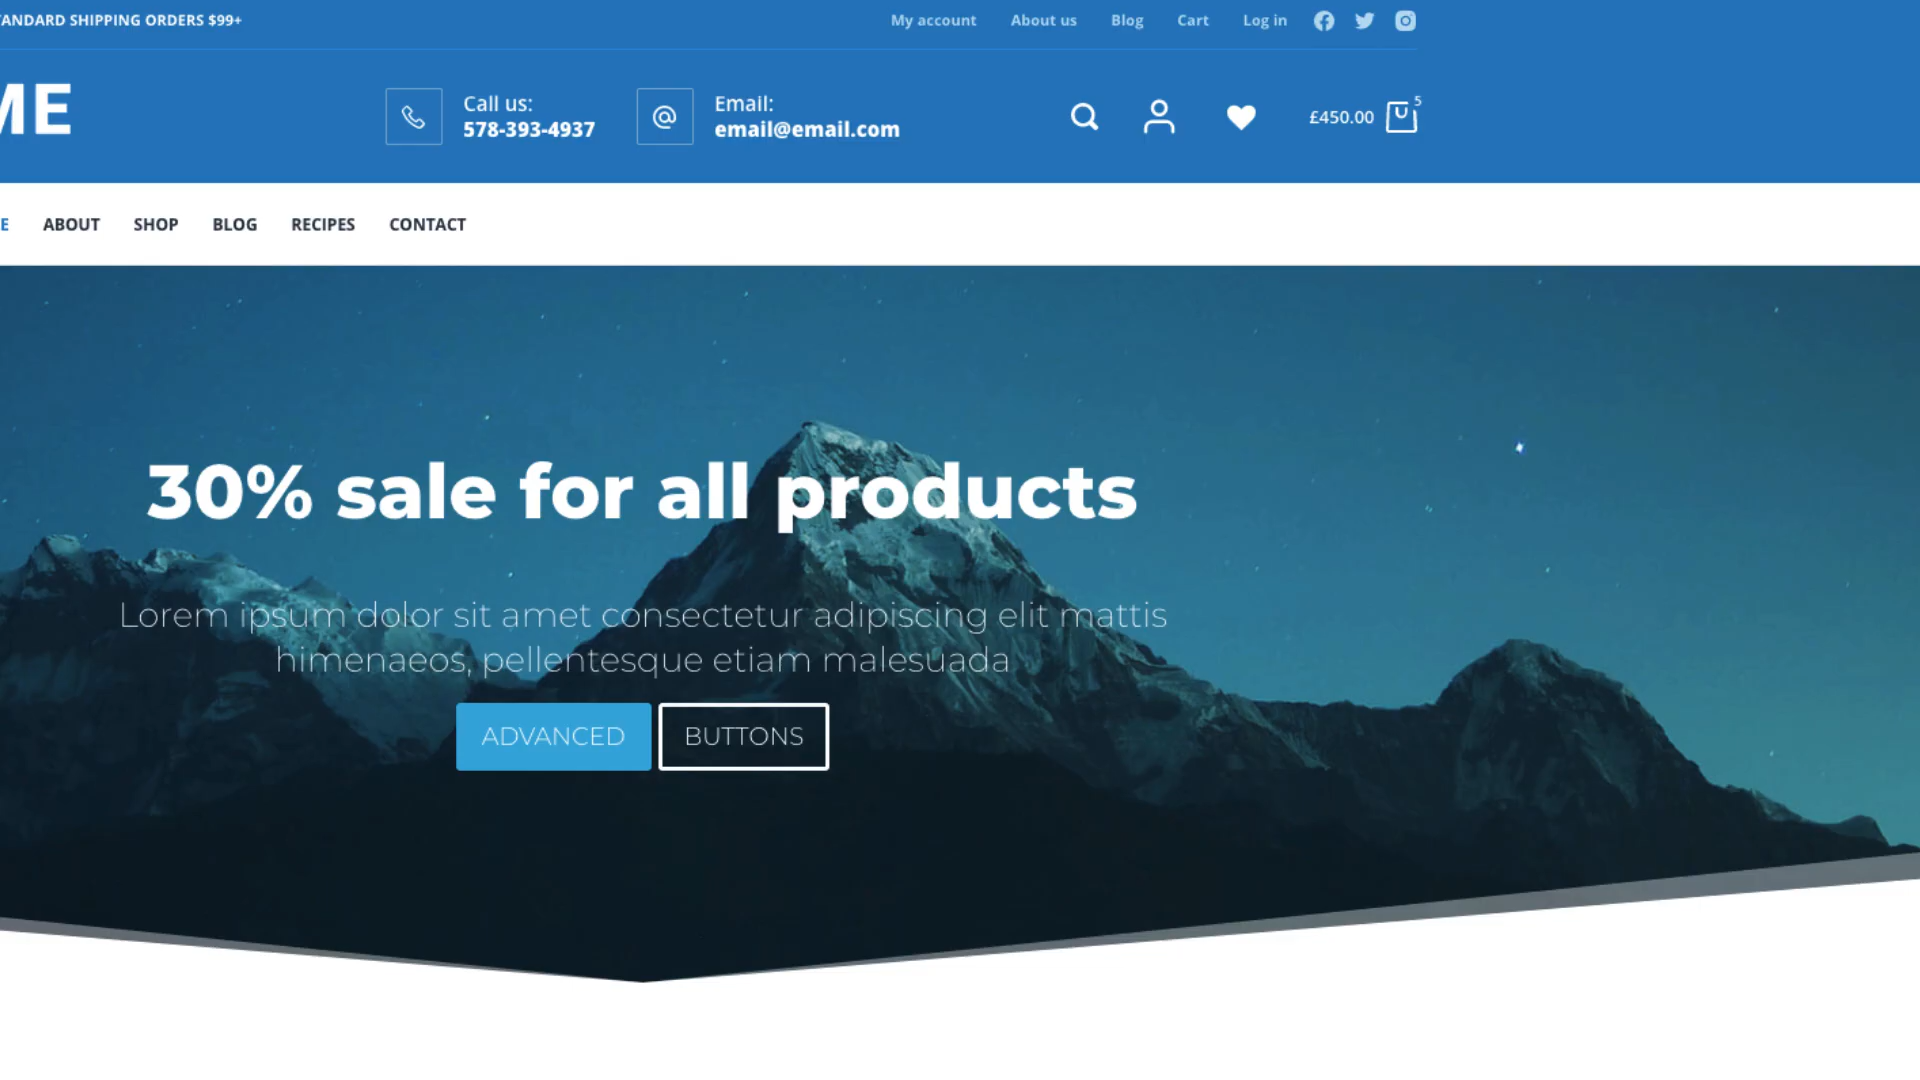 STANDARD SHIPPING ORDERS $99+
My account About us Blog Cart Log in
ME
Call us:
578-393-4937
Email:
email@email.com
£450.00 5
E ABOUT SHOP BLOG RECIPES CONTACT
30% sale for all products
Lorem ipsum dolor sit amet consectetur adipiscing elit mattis
himenaeos, pellentesque etiam malesuada
ADVANCED BUTTONS